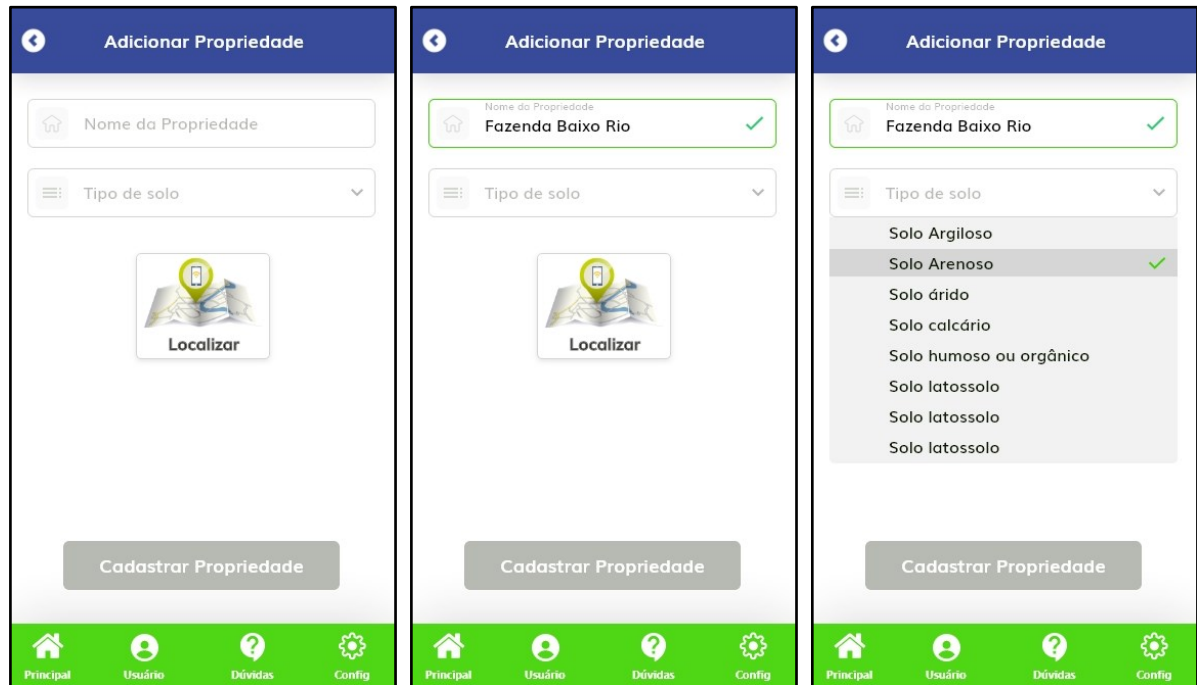 Adicionar Propriedade
Nome da Propriedade
Tipo de solo
Localizar
Cadastrar Propriedade
Principal Usuário Dúvidas Config
Adicionar Propriedade
Nome da Propriedade
Fazenda Baixo Rio
Tipo de solo
Localizar
Cadastrar Propriedade
Principal Usuário Dúvidas Config
Adicionar Propriedade
Nome da Propriedade
Fazenda Baixo Rio
Tipo de solo
Solo Argiloso
Solo Arenoso
Solo árido
Solo calcário
Solo humoso ou orgânico
Solo latossolo
Solo latossolo
Solo latossolo
Cadastrar Propriedade
Principal Usuário Dúvidas Config